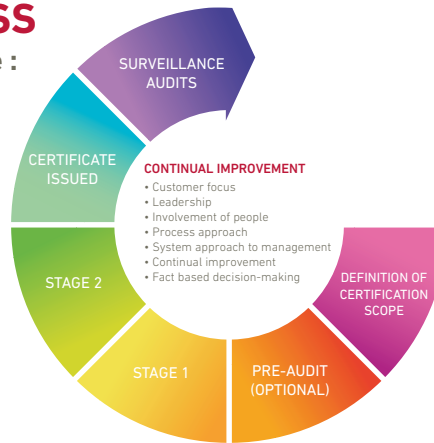 SS
e :
SURVEILLANCE
AUDITS
CERTIFICATE
ISSUED
CONTINUAL IMPROVEMENT
• Customer focus
• Leadership
• Involvement of people
• Process approach
• System approach to management
• Continual improvement
• Fact based decision-making
STAGE 2
DEFINITION OF
CERTIFICATION
SCOPE
STAGE 1
PRE-AUDIT
(OPTIONAL)